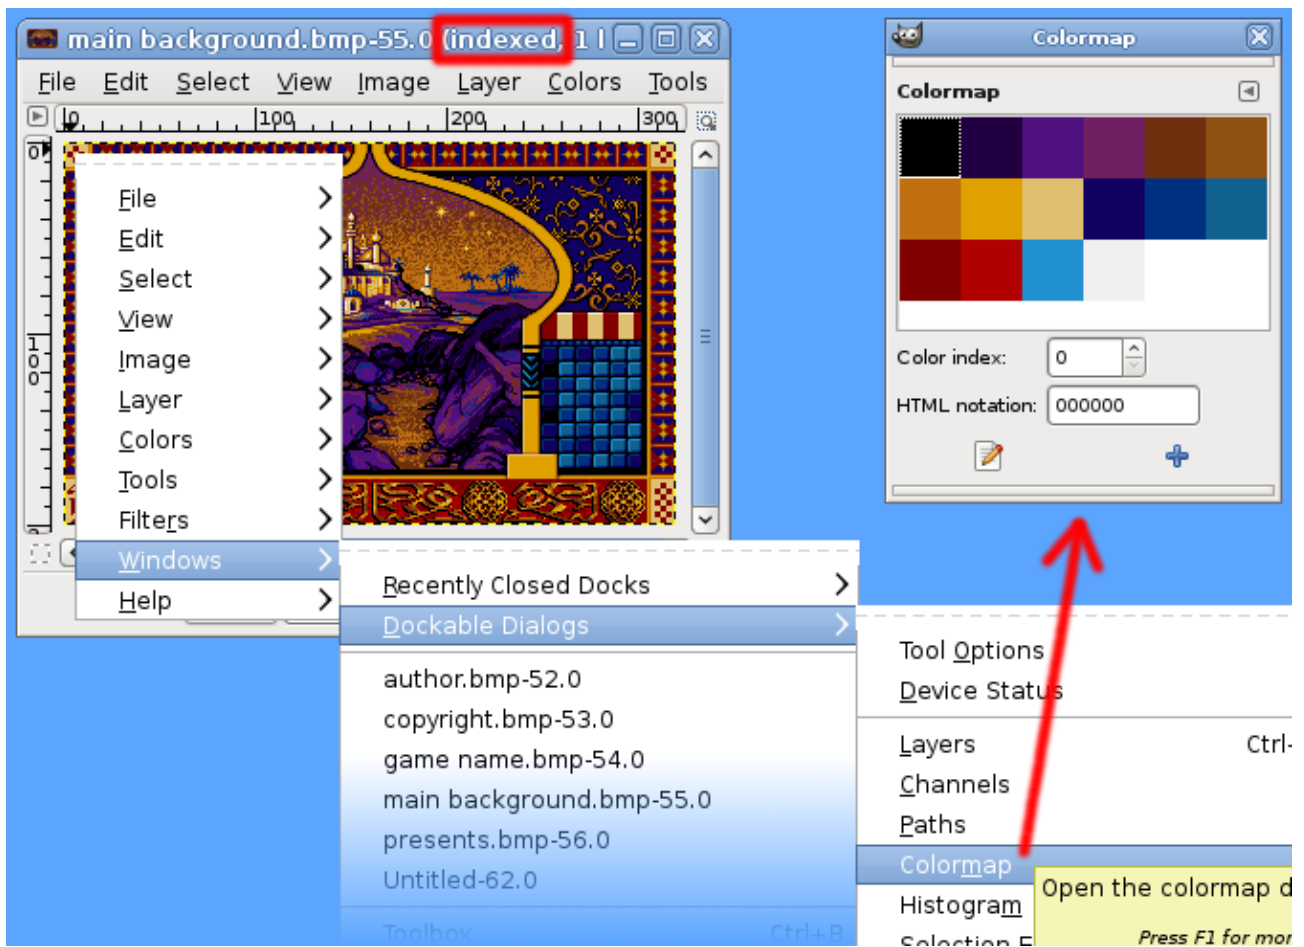 main background.bmp-55.0 (indexed, 1 l
File Edit Select View Image Layer Colors Tools
0 100 200 300
0
100
File
Edit
Select
View
Image
Layer
Colors
Tools
Filters
Windows
Help
Recently Closed Docks
Dockable Dialogs
author.bmp-52.0
copyright.bmp-53.0
game name.bmp-54.0
main background.bmp-55.0
presents.bmp-56.0
Untitled-62.0
Toolbox Ctrl+B
Colormap
Colormap
Color index: 0
HTML notation: 000000
Tool Options
Device Status
Layers Ctrl-
Channels
Paths
Colormap
Histogram
Selection E
Open the colormap d
Press F1 for mor